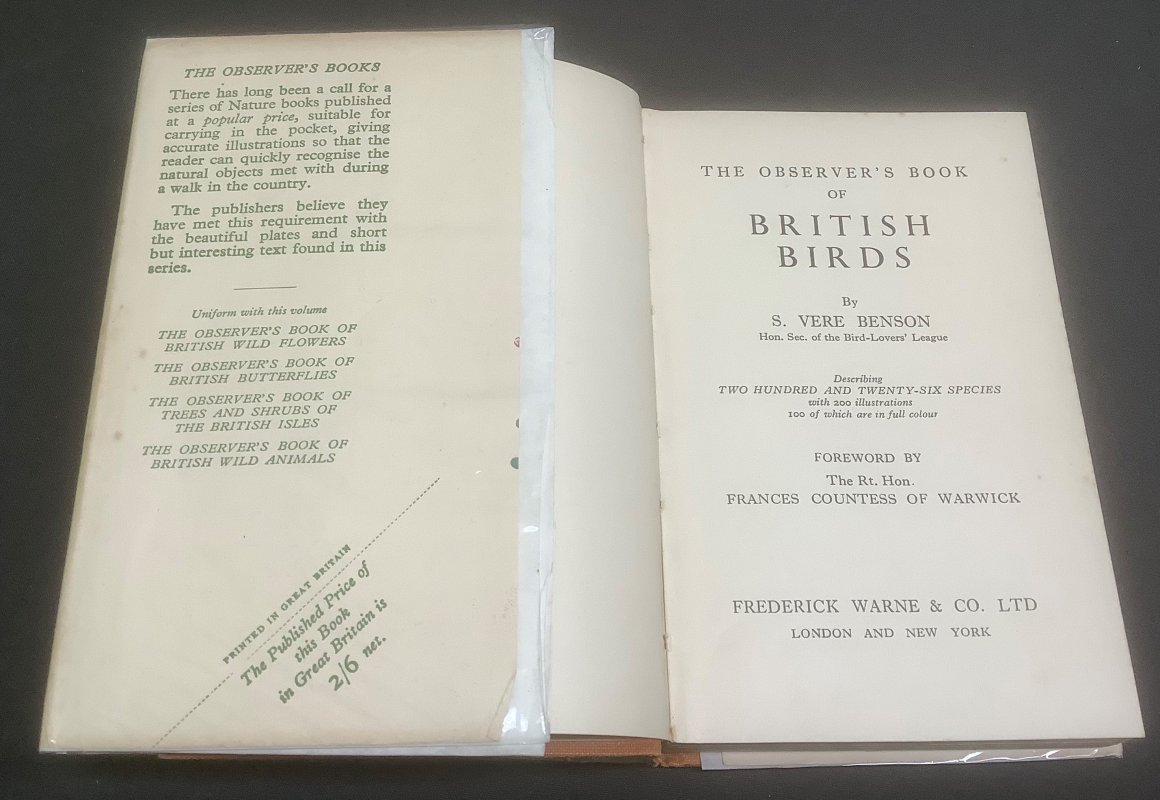 THE OBSERVER'S BOOKS
There has long been a call for a
series of Nature books published
at a popular price, suitable for
carrying in the pocket, giving
accurate illustrations so that the
reader can quickly recognise the
natural objects met with during
a walk in the country.
The publishers believe they
have met this requirement with
the beautiful plates and short
but interesting text found in this
series.
Uniform with this volume
THE OBSERVER'S BOOK OF
BRITISH WILD FLOWERS
THE OBSERVER'S BOOK OF
BRITISH BUTTERFLIES
THE OBSERVER'S BOOK OF
TREES AND SHRUBS OF
THE BRITISH ISLES
THE OBSERVER'S BOOK OF
BRITISH WILD ANIMALS
PRINTED IN GREAT BRITAIN
The Published Price of
this Book
in Great Britain is
2/6 net.
THE OBSERVER'S BOOK
OF
BRITISH
BIRDS
By
S. VERE BENSON
Hon. Sec. of the Bird-Lovers' League
Describing
TWO HUNDRED AND TWENTY-SIX SPECIES
with 200 illustrations
100 of which are in full colour
FOREWORD BY
The Rt. Hon.
FRANCES COUNTESS OF WARWICK
FREDERICK WARNE & CO. LTD
LONDON AND NEW YORK